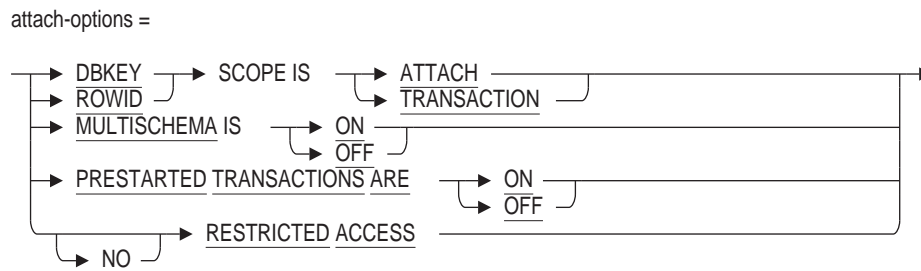 attach-options =
DBKEY SCOPE IS ATTACH
ROWID TRANSACTION
MULTISCHEMA IS ON
OFF
PRESTARTED TRANSACTIONS ARE ON
OFF
RESTRICTED ACCESS
NO